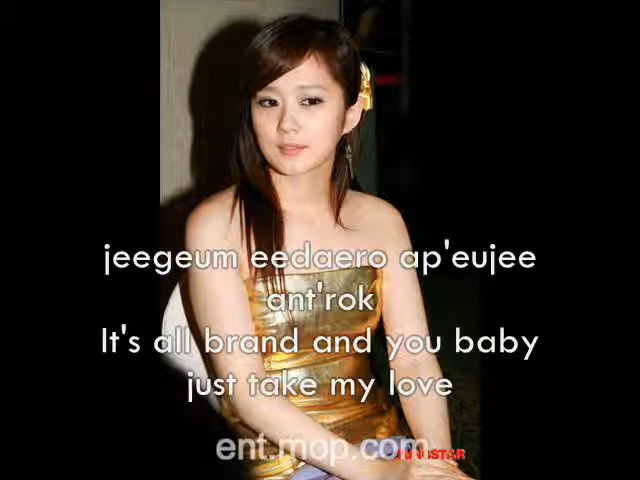 jeegeum eedaero ap'eujee
ant'rok
It's all brand and you baby
just take my love
ent.mop.com